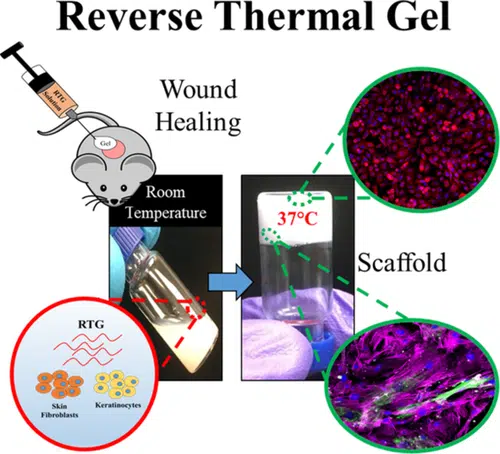 Reverse Thermal Gel
RTG
Solution
Gel
Wound
Healing
Room
Temperature
37°C
Scaffold
RTG
Skin
Fibroblasts
Keratinocytes